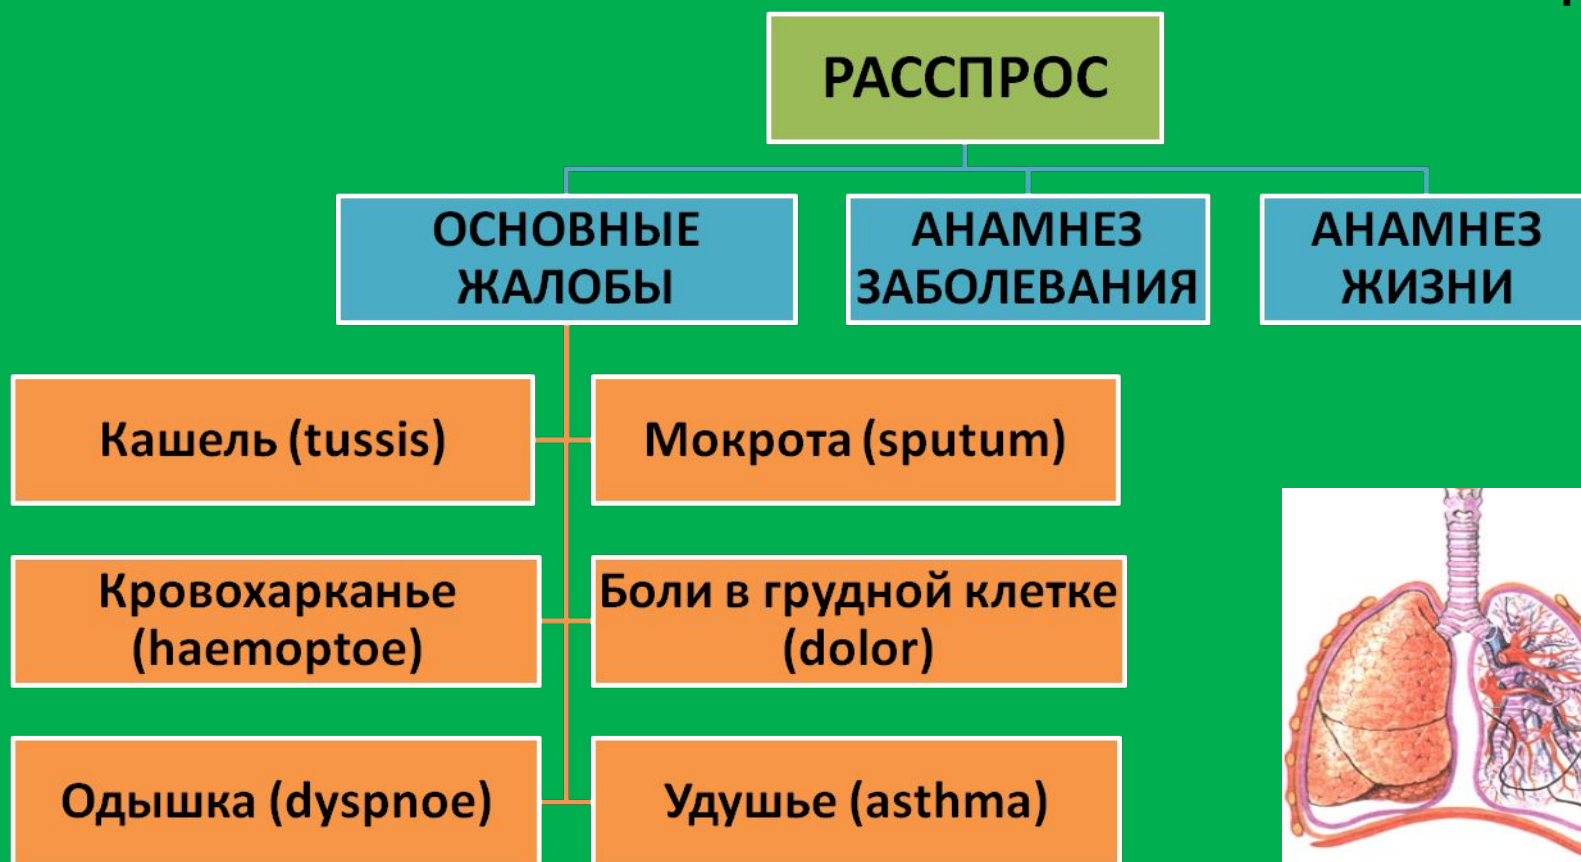 РАССПРОС
ОСНОВНЫЕ
ЖАЛОБЫ
АНАМНЕЗ
ЗАБОЛЕВАНИЯ
АНАМНЕЗ
ЖИЗНИ
Кашель (tussis)
Мокрота (sputum)
Кровохарканье
(haemoptoe)
Боли в грудной клетке
(dolor)
Одышка (dyspnoe)
Удушье (asthma)